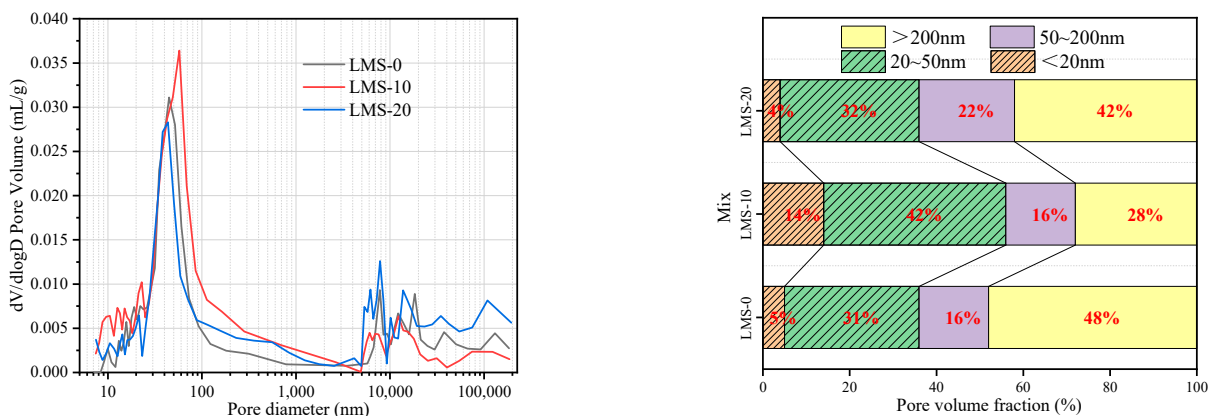 dV/dlogD Pore Volume (mL/g)
0.040
0.035
0.030
0.025
0.020
0.015
0.010
0.005
0.000
LMS-0
LMS-10
LMS-20
10
100
1,000
10,000
100,000
Pore diameter (nm)
>200nm
50~200nm
20~50nm
<20nm
Mix
LMS-20
4%
32%
22%
42%
LMS-10
14%
42%
16%
28%
LMS-0
5%
31%
16%
48%
0
20
40
60
80
100
Pore volume fraction (%)